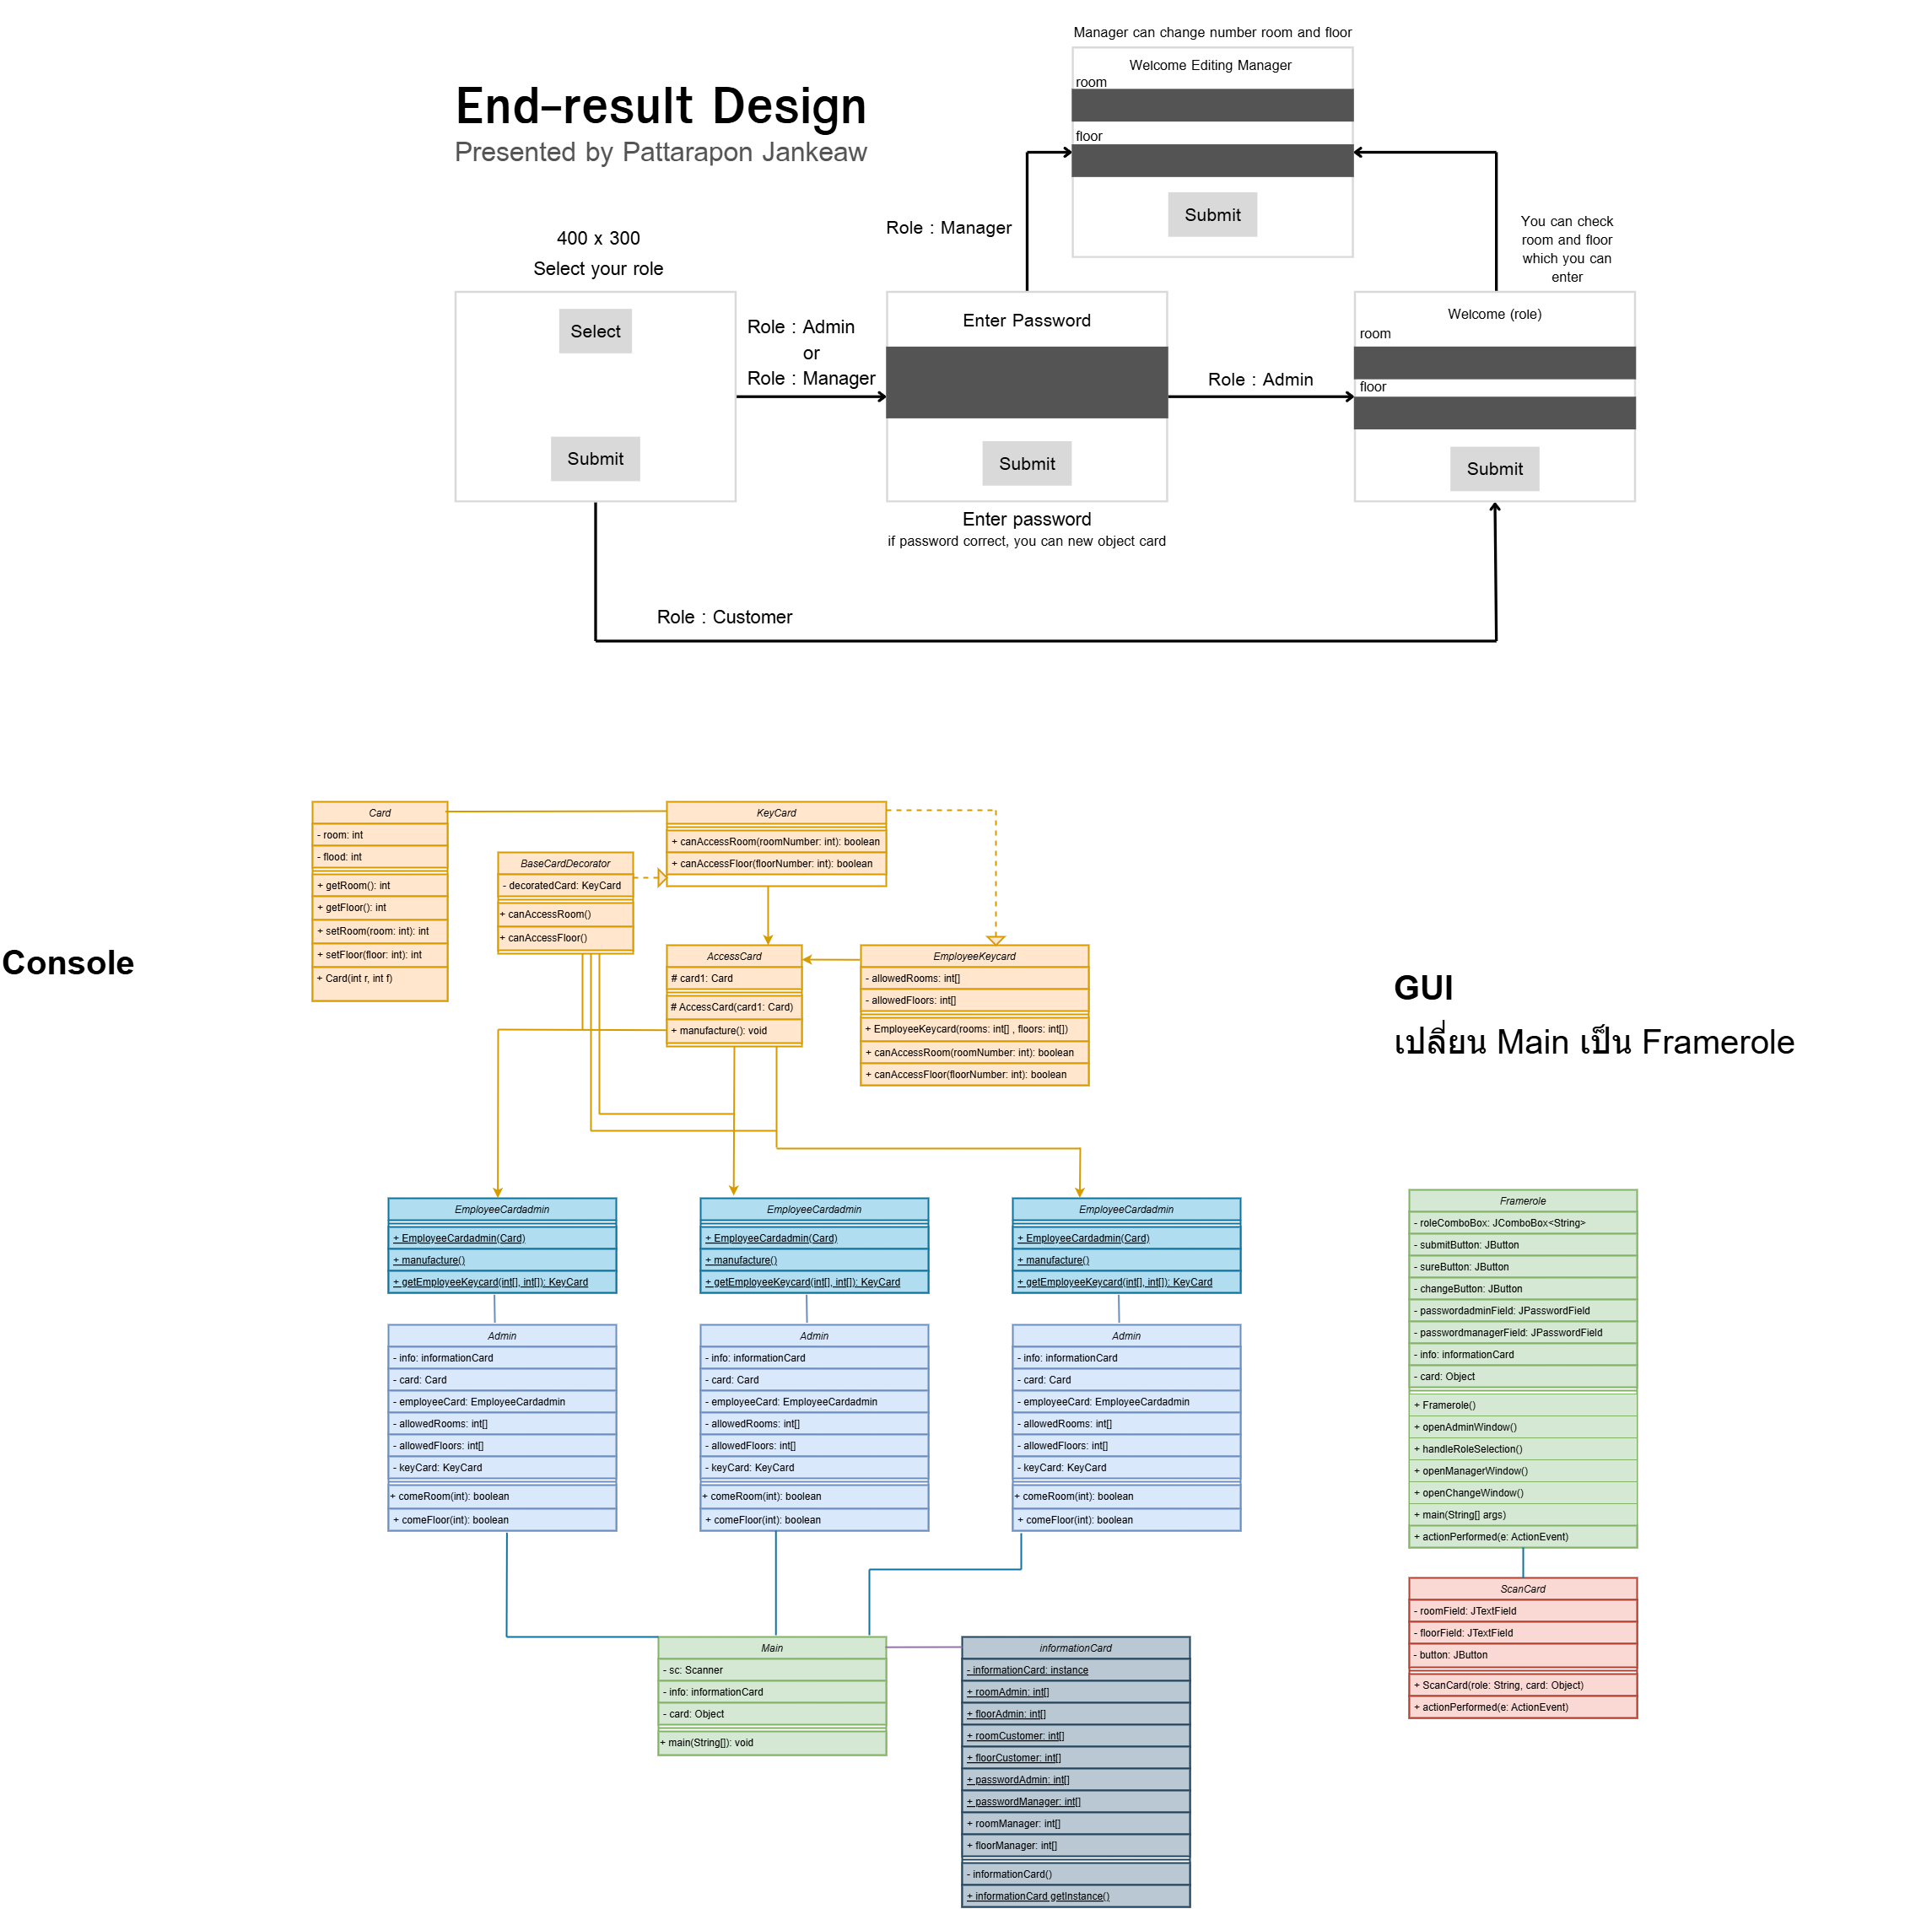 Manager can change number room and floor
Welcome Editing Manager
room
floor
Submit
End-result Design
Presented by Pattarapon Jankeaw
Role : Manager
You can check
room and floor
which you can
enter
400 x 300
Select your role
Select
Submit
Role : Admin
or
Role : Manager
Enter Password
Submit
Enter password
if password correct, you can new object card
Role : Admin
Welcome (role)
room
floor
Submit
Role : Customer
Console
Card
- room: int
- flood: int
+ getRoom(): int
+ getFloor(): int
+ setRoom(room: int): int
+ setFloor(floor: int): int
+ Card(int r, int f)
KeyCard
+ canAccessRoom(roomNumber: int): boolean
+ canAccessFloor(floorNumber: int): boolean
BaseCardDecorator
- decoratedCard: KeyCard
+ canAccessRoom()
+ canAccessFloor()
AccessCard
# card1: Card
# AccessCard(card1: Card)
+ manufacture(): void
EmployeeKeycard
- allowedRooms: int[]
- allowedFloors: int[]
+ EmployeeKeycard(rooms: int[] , floors: int[])
+ canAccessRoom(roomNumber: int): boolean
+ canAccessFloor(floorNumber: int): boolean
GUI
เปลี่ยน Main เป็น Framerole
EmployeeCardadmin
+ EmployeeCardadmin(Card)
+ manufacture()
+ getEmployeeKeycard(int[], int[]): KeyCard
EmployeeCardadmin
+ EmployeeCardadmin(Card)
+ manufacture()
+ getEmployeeKeycard(int[], int[]): KeyCard
EmployeeCardadmin
+ EmployeeCardadmin(Card)
+ manufacture()
+ getEmployeeKeycard(int[], int[]): KeyCard
Admin
- info: informationCard
- card: Card
- employeeCard: EmployeeCardadmin
- allowedRooms: int[]
- allowedFloors: int[]
- keyCard: KeyCard
+ comeRoom(int): boolean
+ comeFloor(int): boolean
Admin
- info: informationCard
- card: Card
- employeeCard: EmployeeCardadmin
- allowedRooms: int[]
- allowedFloors: int[]
- keyCard: KeyCard
+ comeRoom(int): boolean
+ comeFloor(int): boolean
Admin
- info: informationCard
- card: Card
- employeeCard: EmployeeCardadmin
- allowedRooms: int[]
- allowedFloors: int[]
- keyCard: KeyCard
+ comeRoom(int): boolean
+ comeFloor(int): boolean
Main
- sc: Scanner
- info: informationCard
- card: Object
+ main(String[]): void
informationCard
- informationCard: instance
+ roomAdmin: int[]
+ floorAdmin: int[]
+ roomCustomer: int[]
+ floorCustomer: int[]
+ passwordAdmin: int[]
+ passwordManager: int[]
+ roomManager: int[]
+ floorManager: int[]
- informationCard()
+ informationCard getInstance()
Framerole
- roleComboBox: JComboBox<String>
- submitButton: JButton
- sureButton: JButton
- changeButton: JButton
- passwordadminField: JPasswordField
- passwordmanagerField: JPasswordField
- info: informationCard
- card: Object
+ Framerole()
+ openAdminWindow()
+ handleRoleSelection()
+ openManagerWindow()
+ openChangeWindow()
+ main(String[] args)
+ actionPerformed(e: ActionEvent)
ScanCard
- roomField: JTextField
- floorField: JTextField
- button: JButton
+ ScanCard(role: String, card: Object)
+ actionPerformed(e: ActionEvent)